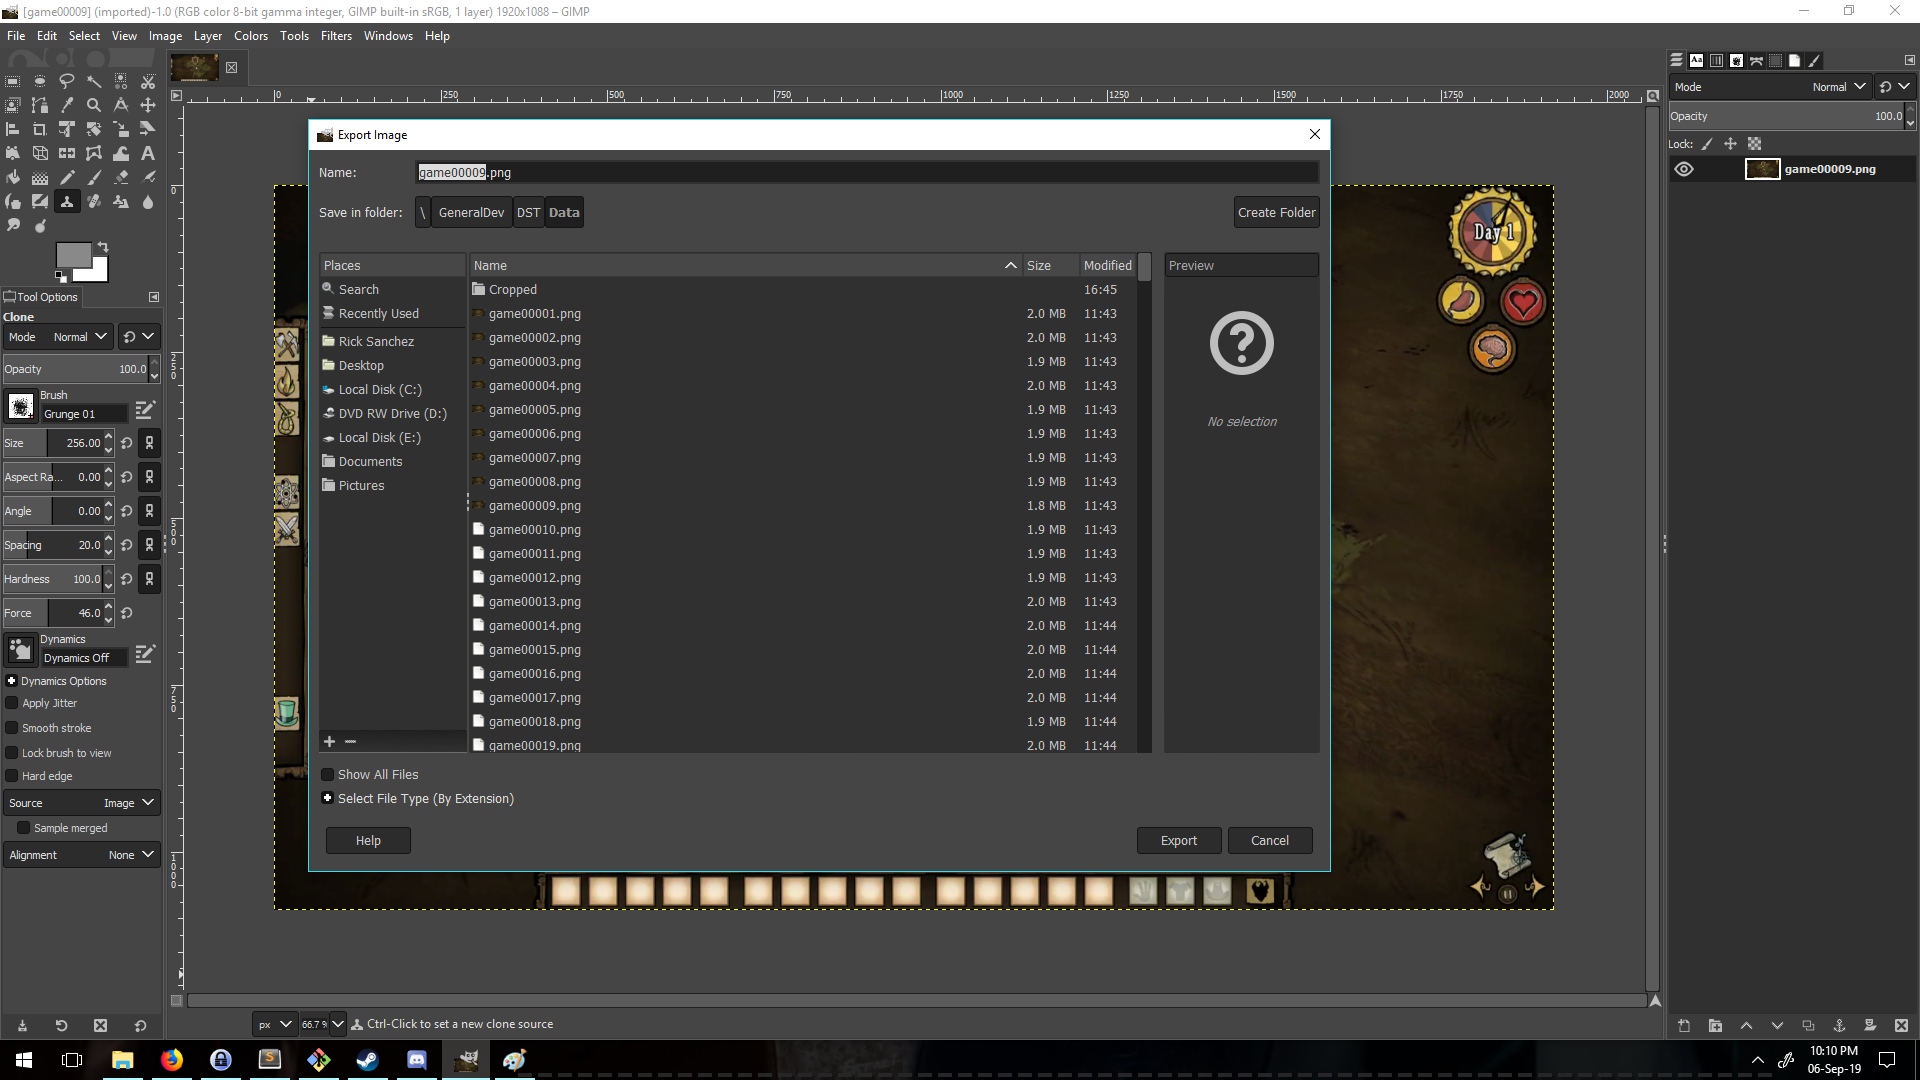 [game00009] (imported)-1.0 (RGB color 8-bit gamma integer, GIMP built-in sRGB, 1 layer) 1920x1088 – GIMP
File Edit Select View Image Layer Colors Tools Filters Windows Help
0 250 500 750 1000 1250 1500 1750 2000
Tool Options
Clone
Mode Normal
Opacity 100.0
Brush
Grunge 01
Size 256.00
Aspect Ra... 0.00
Angle 0.00
Spacing 20.0
Hardness 100.0
Force 46.0
Dynamics
Dynamics Off
Dynamics Options
Apply Jitter
Smooth stroke
Lock brush to view
Hard edge
Source Image
Sample merged
Alignment None
0
250
500
750
1000
Export Image
Name: game00009.png
Save in folder: \ GeneralDev DST Data Create Folder
Places
Search
Recently Used
Rick Sanchez
Desktop
Local Disk (C:)
DVD RW Drive (D:)
Local Disk (E:)
Documents
Pictures
Name Size Modified
Cropped 16:45
game00001.png 2.0 MB 11:43
game00002.png 2.0 MB 11:43
game00003.png 1.9 MB 11:43
game00004.png 2.0 MB 11:43
game00005.png 1.9 MB 11:43
game00006.png 1.9 MB 11:43
game00007.png 1.9 MB 11:43
game00008.png 1.9 MB 11:43
game00009.png 1.8 MB 11:43
game00010.png 1.9 MB 11:43
game00011.png 1.9 MB 11:43
game00012.png 1.9 MB 11:43
game00013.png 2.0 MB 11:43
game00014.png 2.0 MB 11:44
game00015.png 2.0 MB 11:44
game00016.png 2.0 MB 11:44
game00017.png 2.0 MB 11:44
game00018.png 1.9 MB 11:44
game00019.png 2.0 MB 11:44
Preview
No selection
Show All Files
Select File Type (By Extension)
Help Export Cancel
Day 1
Mode Normal
Opacity 100.0
Lock:
game00009.png
px 66.7 % Ctrl-Click to set a new clone source
10:10 PM
06-Sep-19